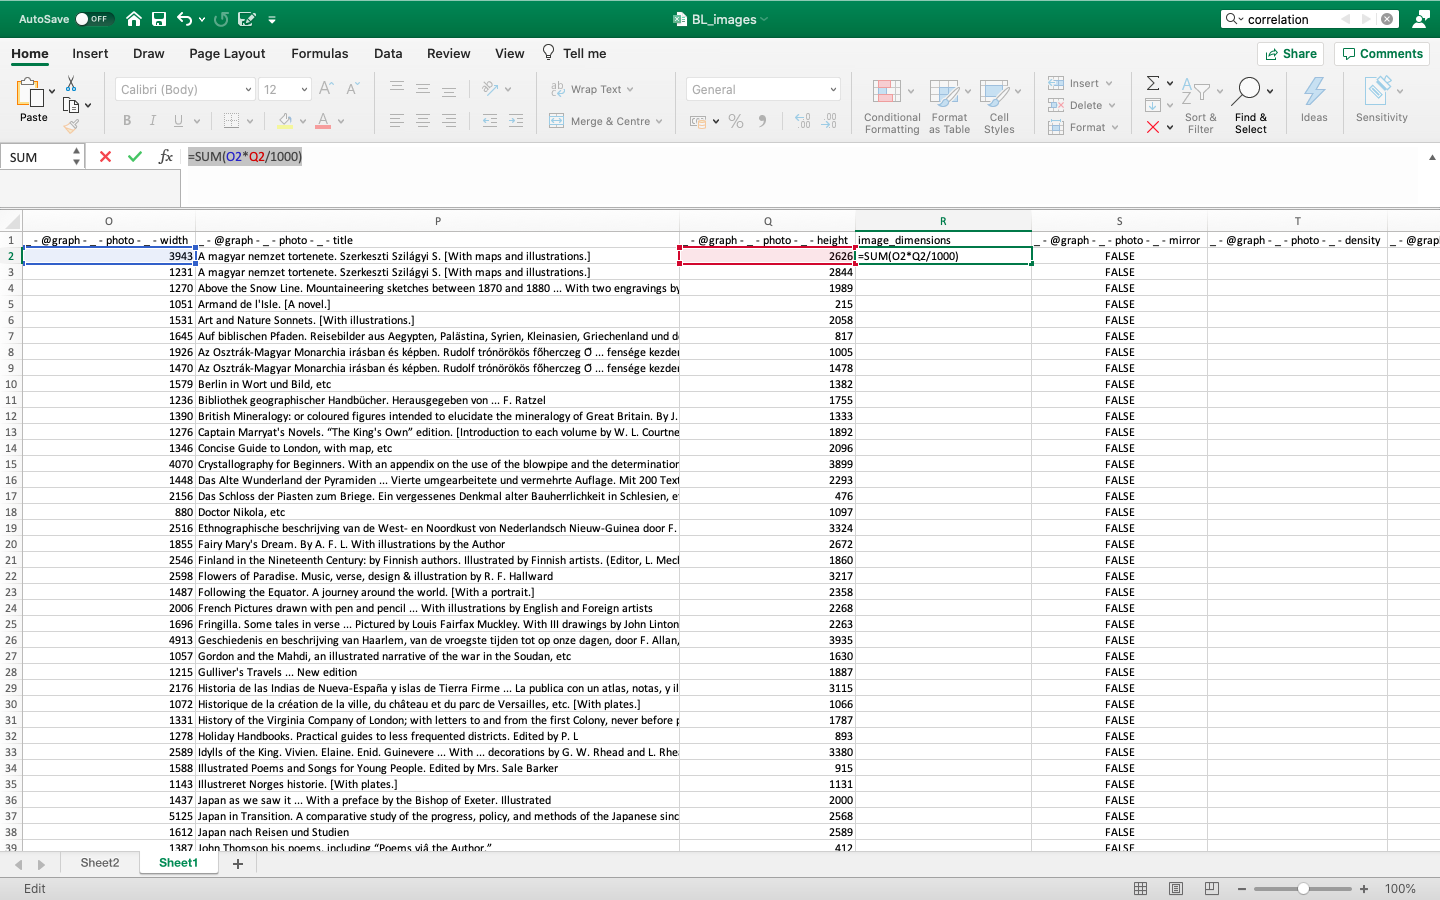 AutoSave OFF BL_images correlation
Home Insert Draw Page Layout Formulas Data Review View Tell me Share Comments
Paste Calibri (Body) 12 Wrap Text Merge & Centre General Conditional Formatting Format as Table Cell Styles Insert Delete Format Sort & Filter Find & Select Ideas Sensitivity
SUM fx =SUM(O2*Q2/1000)
O P Q R S T
1 _ - @graph - _ - photo - _ - width _ - @graph - _ - photo - _ - title _ - @graph - _ - photo - _ - height image_dimensions _ - @graph - _ - photo - _ - mirror _ - @graph - _ - photo - _ - density _ - @grap
2 3943 A magyar nemzet tortenete. Szerkeszti Szilágyi S. [With maps and illustrations.] 2626 =SUM(O2*Q2/1000) FALSE
3 1231 A magyar nemzet tortenete. Szerkeszti Szilágyi S. [With maps and illustrations.] 2844 FALSE
4 1270 Above the Snow Line. Mountaineering sketches between 1870 and 1880 ... With two engravings by 1989 FALSE
5 1051 Armand de l'Isle. [A novel.] 215 FALSE
6 1531 Art and Nature Sonnets. [With illustrations.] 2058 FALSE
7 1645 Auf biblischen Pfaden. Reisebilder aus Aegypten, Palästina, Syrien, Kleinasien, Griechenland und d 817 FALSE
8 1926 Az Osztrák-Magyar Monarchia irásban és képben. Rudolf trónörökös főherczeg Ő ... fensége kezde 1005 FALSE
9 1470 Az Osztrák-Magyar Monarchia irásban és képben. Rudolf trónörökös főherczeg Ő ... fensége kezde 1478 FALSE
10 1579 Berlin in Wort und Bild, etc 1382 FALSE
11 1236 Bibliothek geographischer Handbücher. Herausgegeben von ... F. Ratzel 1755 FALSE
12 1390 British Mineralogy: or coloured figures intended to elucidate the mineralogy of Great Britain. By J. 1333 FALSE
13 1276 Captain Marryat's Novels. “The King's Own” edition. [Introduction to each volume by W. L. Courtne 1892 FALSE
14 1346 Concise Guide to London, with map, etc 2096 FALSE
15 4070 Crystallography for Beginners. With an appendix on the use of the blowpipe and the determination 3899 FALSE
16 1448 Das Alte Wunderland der Pyramiden ... Vierte umgearbeitete und vermehrte Auflage. Mit 200 Text 2293 FALSE
17 2156 Das Schloss der Piasten zum Briege. Ein vergessenes Denkmal alter Bauherrlichkeit in Schlesien, e 476 FALSE
18 880 Doctor Nikola, etc 1097 FALSE
19 2516 Ethnographische beschrijving van de West- en Noordkust von Nederlandsch Nieuw-Guinea door F. 3324 FALSE
20 1855 Fairy Mary's Dream. By A. F. L. With illustrations by the Author 2672 FALSE
21 2546 Finland in the Nineteenth Century: by Finnish authors. Illustrated by Finnish artists. (Editor, L. Mecl 1860 FALSE
22 2598 Flowers of Paradise. Music, verse, design & illustration by R. F. Hallward 3217 FALSE
23 1487 Following the Equator. A journey around the world. [With a portrait.] 2358 FALSE
24 2006 French Pictures drawn with pen and pencil ... With illustrations by English and Foreign artists 2268 FALSE
25 1696 Fringilla. Some tales in verse ... Pictured by Louis Fairfax Muckley. With III drawings by John Linton 2263 FALSE
26 4913 Geschiedenis en beschrijving van Haarlem, van de vroegste tijden tot op onze dagen, door F. Allan, 3935 FALSE
27 1057 Gordon and the Mahdi, an illustrated narrative of the war in the Soudan, etc 1630 FALSE
28 1215 Gulliver's Travels ... New edition 1887 FALSE
29 2176 Historia de las Indias de Nueva-España y islas de Tierra Firme ... La publica con un atlas, notas, y il 3115 FALSE
30 1072 Historique de la création de la ville, du château et du parc de Versailles, etc. [With plates.] 1066 FALSE
31 1331 History of the Virginia Company of London; with letters to and from the first Colony, never before p 1787 FALSE
32 1278 Holiday Handbooks. Practical guides to less frequented districts. Edited by P. L 893 FALSE
33 2589 Idylls of the King. Vivien. Elaine. Enid. Guinevere ... With ... decorations by G. W. Rhead and L. Rhe 3380 FALSE
34 1588 Illustrated Poems and Songs for Young People. Edited by Mrs. Sale Barker 915 FALSE
35 1143 Illustreret Norges historie. [With plates.] 1131 FALSE
36 1437 Japan as we saw it ... With a preface by the Bishop of Exeter. Illustrated 2000 FALSE
37 5125 Japan in Transition. A comparative study of the progress, policy, and methods of the Japanese sinc 2568 FALSE
38 1612 Japan nach Reisen und Studien 2589 FALSE
39 1387 John Thomson his poems, including “Poems viâ the Author.” 412 FALSE
Sheet2 Sheet1
Edit 100%